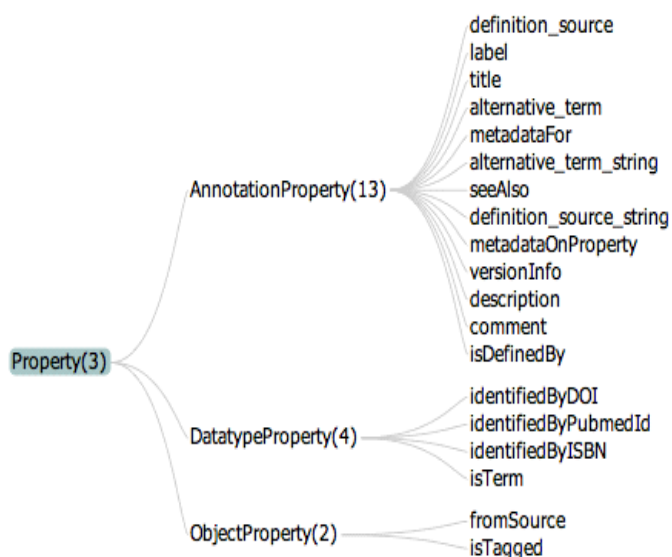 definition_source
label
title
alternative_term
metadataFor
alternative_term_string
AnnotationProperty(13)
seeAlso
definition_source_string
metadataOnProperty
versionInfo
description
comment
isDefinedBy
Property(3)
identifiedByDOI
identifiedByPubmedId
DatatypeProperty(4)
identifiedByISBN
isTerm
fromSource
ObjectProperty(2)
isTagged